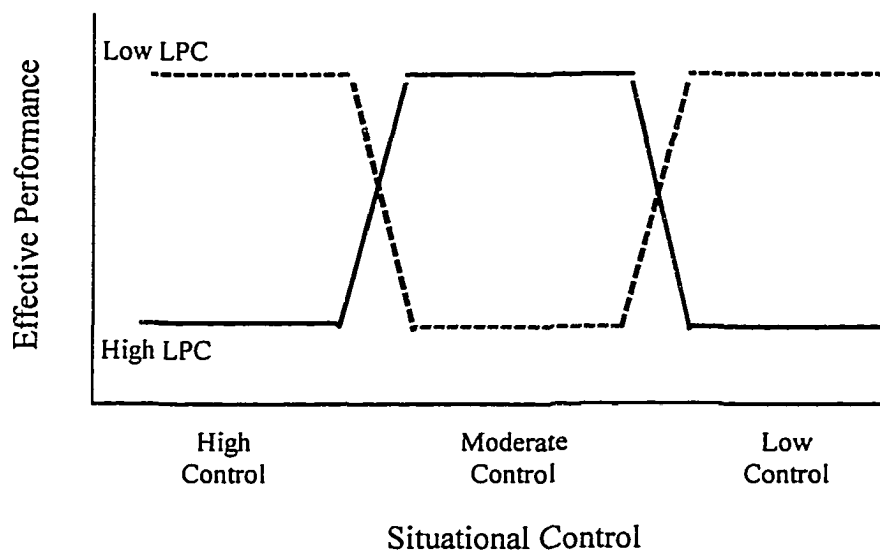 Low LPC
Effective Performance
High LPC
High
Control
Moderate
Control
Low
Control
Situational Control